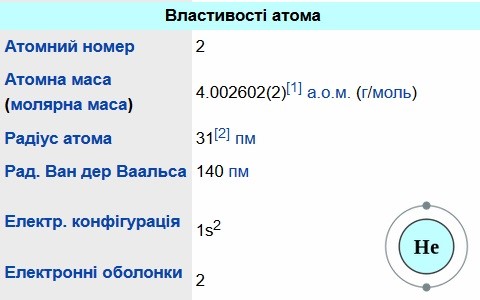 Властивості атома
Атомний номер 2
Атомна маса
(молярна маса) 4.002602(2)[1] а.о.м. (г/моль)
Радіус атома 31[2] пм
Рад. Ван дер Ваальса 140 пм
Електр. конфігурація 1s2
Електронні оболонки 2
He